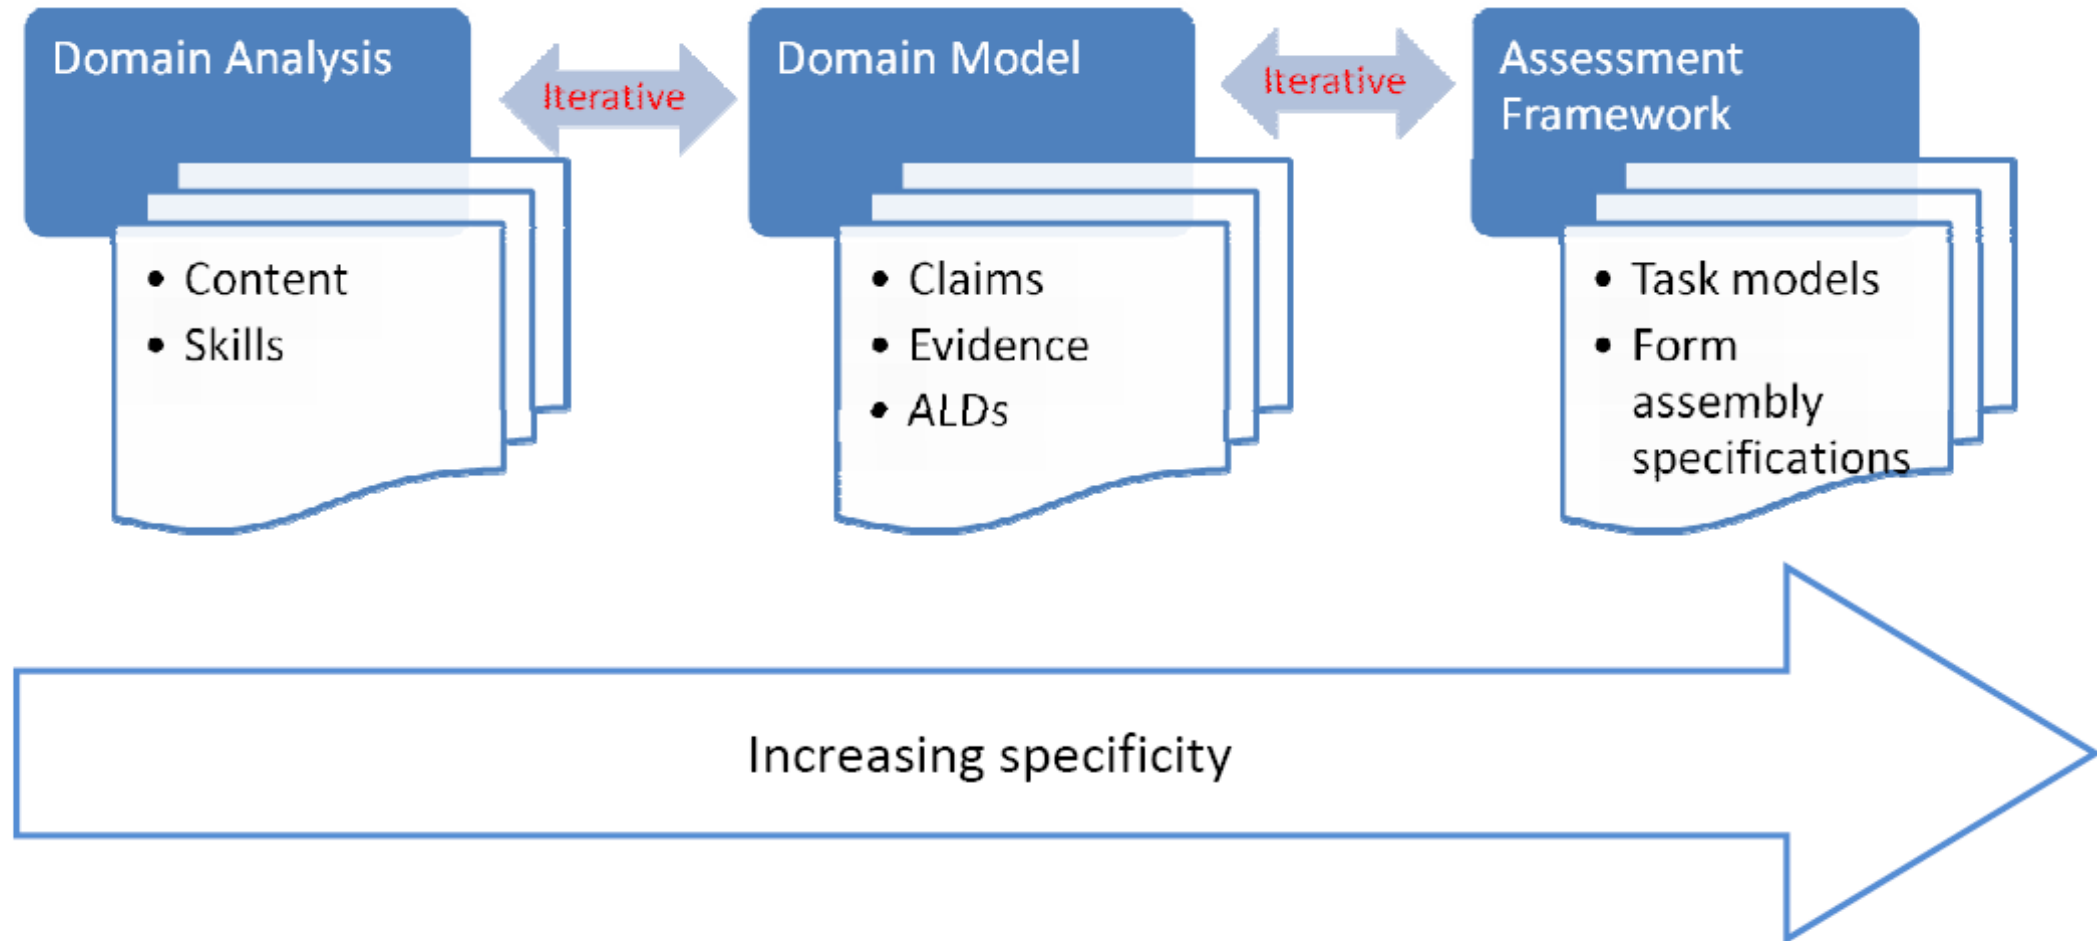 Domain Analysis
• Content
• Skills
Iterative
Domain Model
• Claims
• Evidence
• ALDs
Iterative
Assessment
Framework
• Task models
• Form
assembly
specifications
Increasing specificity